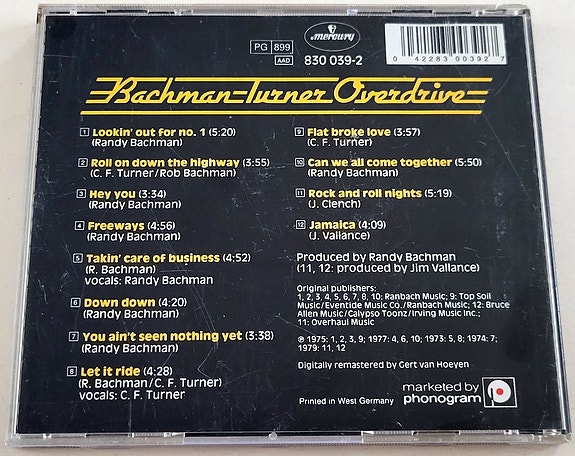 PG 899
AAD
mercury
830 039-2
0 42283 00392 7
Bachman-Turner Overdrive
1 Lookin' out for no. 1 (5:20)
(Randy Bachman)
2 Roll on down the highway (3:55)
(C. F. Turner/Rob Bachman)
3 Hey you (3:34)
(Randy Bachman)
4 Freeways (4:56)
(Randy Bachman)
5 Takin' care of business (4:52)
(R. Bachman)
vocals: Randy Bachman
6 Down down (4:20)
(Randy Bachman)
7 You ain't seen nothing yet (3:38)
(Randy Bachman)
8 Let it ride (4:28)
(R. Bachman/C. F. Turner)
vocals: C. F. Turner
9 Flat broke love (3:57)
(C. F. Turner)
10 Can we all come together (5:50)
(Randy Bachman)
11 Rock and roll nights (5:19)
(J. Clench)
12 Jamaica (4:09)
(J. Vallance)
Produced by Randy Bachman
(11, 12: produced by Jim Vallance)
Original publishers:
1, 2, 3, 4, 5, 6, 7, 8, 10: Ranbach Music; 9: Top Soil
Music/Eventide Music Co./Ranbach Music; 12: Bruce
Allen Music/Calypso Toonz/Irving Music Inc.;
11: Overhaul Music
℗ 1975: 1, 2, 3, 9; 1977: 4, 6, 10; 1973: 5, 8; 1974: 7;
1979: 11, 12
Digitally remastered by Gert van Hoeyen
Printed in West Germany
marketed by
phonogram